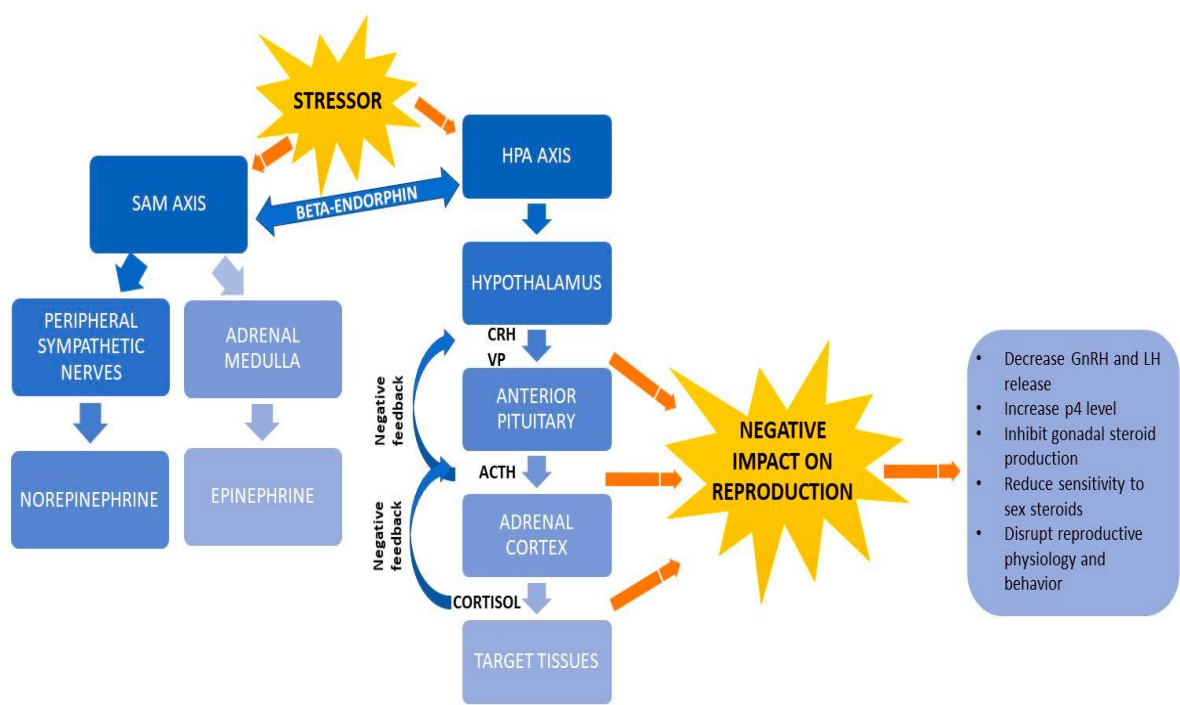 STRESSOR
HPA AXIS
SAM AXIS
BETA-ENDORPHIN
HYPOTHALAMUS
PERIPHERAL
SYMPATHETIC
NERVES
ADRENAL
MEDULLA
CRH
VP
Negative
feedback
ANTERIOR
PITUITARY
NOREPINEPHRINE
EPINEPHRINE
ACTH
Negative
feedback
ADRENAL
CORTEX
CORTISOL
TARGET TISSUES
NEGATIVE
IMPACT ON
REPRODUCTION
• Decrease GnRH and LH
release
• Increase p4 level
• Inhibit gonadal steroid
production
• Reduce sensitivity to
sex steroids
• Disrupt reproductive
physiology and
behavior